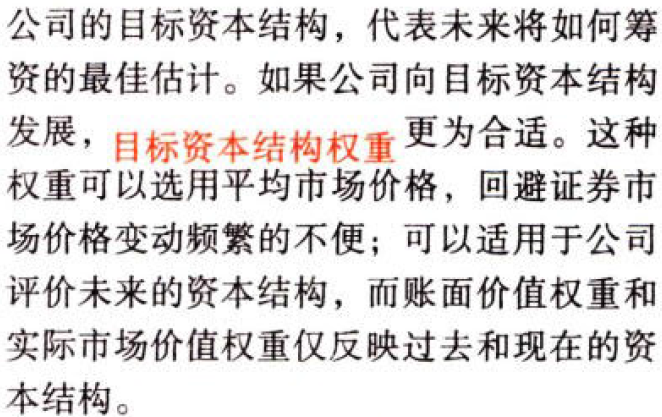 公司的目标资本结构，代表未来将如何筹
资的最佳估计。如果公司向目标资本结构
发展，目标资本结构权重更为合适。这种
权重可以选用平均市场价格，回避证券市
场价格变动频繁的不便；可以适用于公司
评价未来的资本结构，而账面价值权重和
实际市场价值权重仅反映过去和现在的资
本结构。